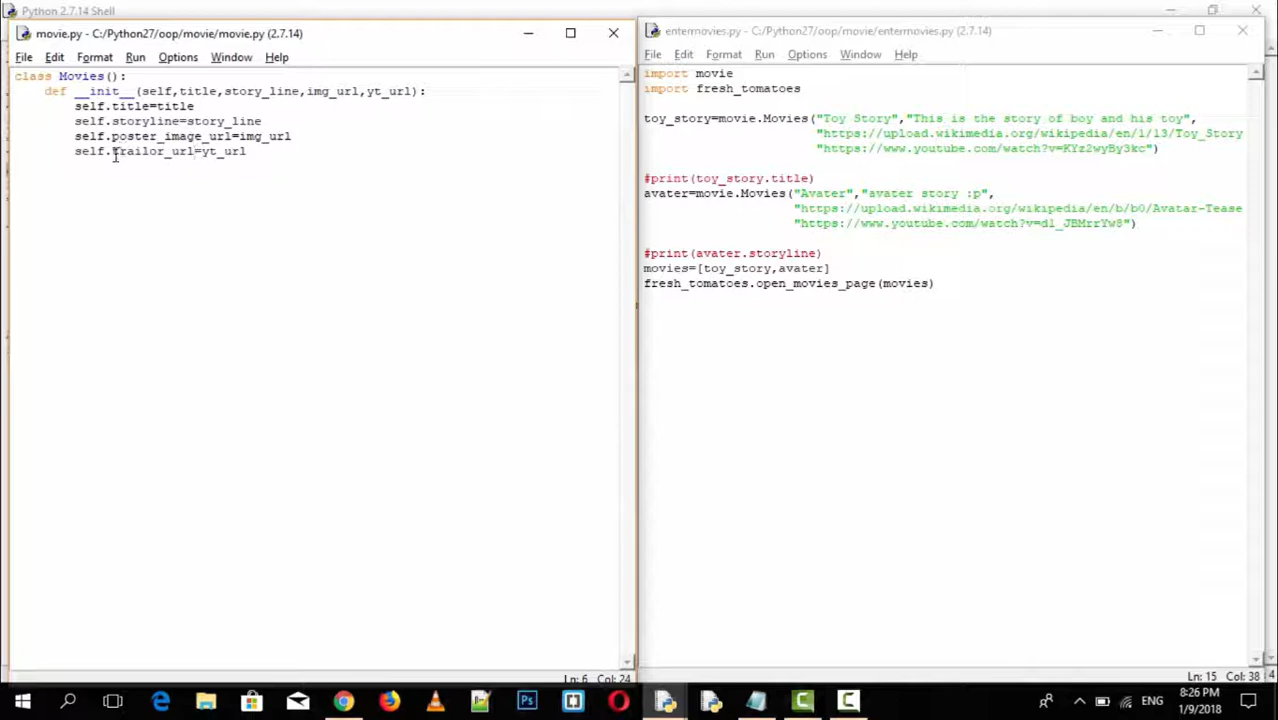 Python 2.7.14 Shell
movie.py - C:/Python27/oop/movie/movie.py (2.7.14)
File Edit Format Run Options Window Help
class Movies():
def __init__(self,title,story_line,img_url,yt_url):
self.title=title
self.storyline=story_line
self.poster_image_url=img_url
self.trailor_url=yt_url
Ln: 6 Col: 24
entermovies.py - C:/Python27/oop/movie/entermovies.py (2.7.14)
File Edit Format Run Options Window Help
import movie
import fresh_tomatoes
toy_story=movie.Movies("Toy Story","This is the story of boy and his toy",
"https://upload.wikimedia.org/wikipedia/en/1/13/Toy_Story
"https://www.youtube.com/watch?v=KYz2wyBy3kc")
#print(toy_story.title)
avater=movie.Movies("Avater","avater story :p",
"https://upload.wikimedia.org/wikipedia/en/b/b0/Avatar-Tease
"https://www.youtube.com/watch?v=d1_JBMrrYw8")
#print(avater.storyline)
movies=[toy_story,avater]
fresh_tomatoes.open_movies_page(movies)
Ln: 15 Col: 38
4
ENG
8:26 PM
1/9/2018